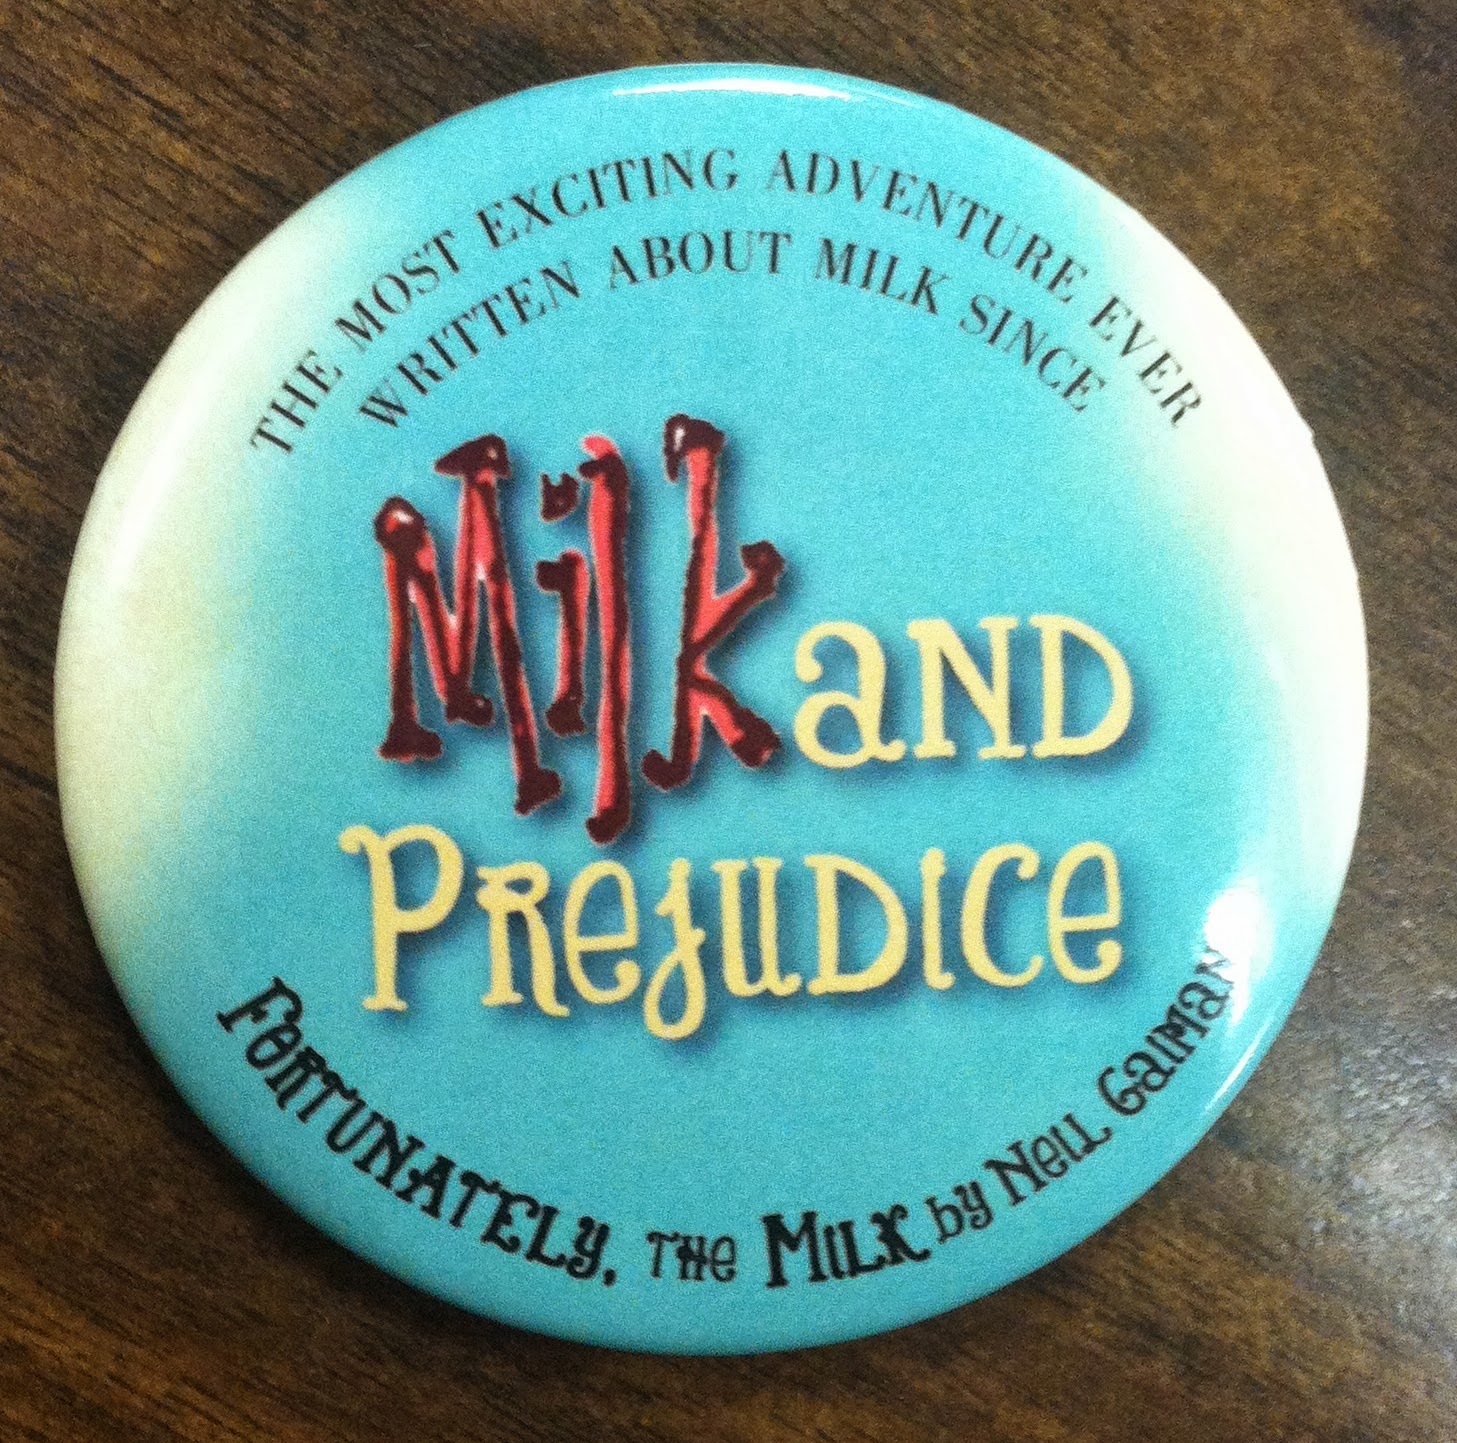 THE MOST EXCITING ADVENTURE EVER
WRITTEN ABOUT MILK SINCE
Milk AND
PREJUDICE
FORTUNATELY, THE MILK by NEIL GAIMAN